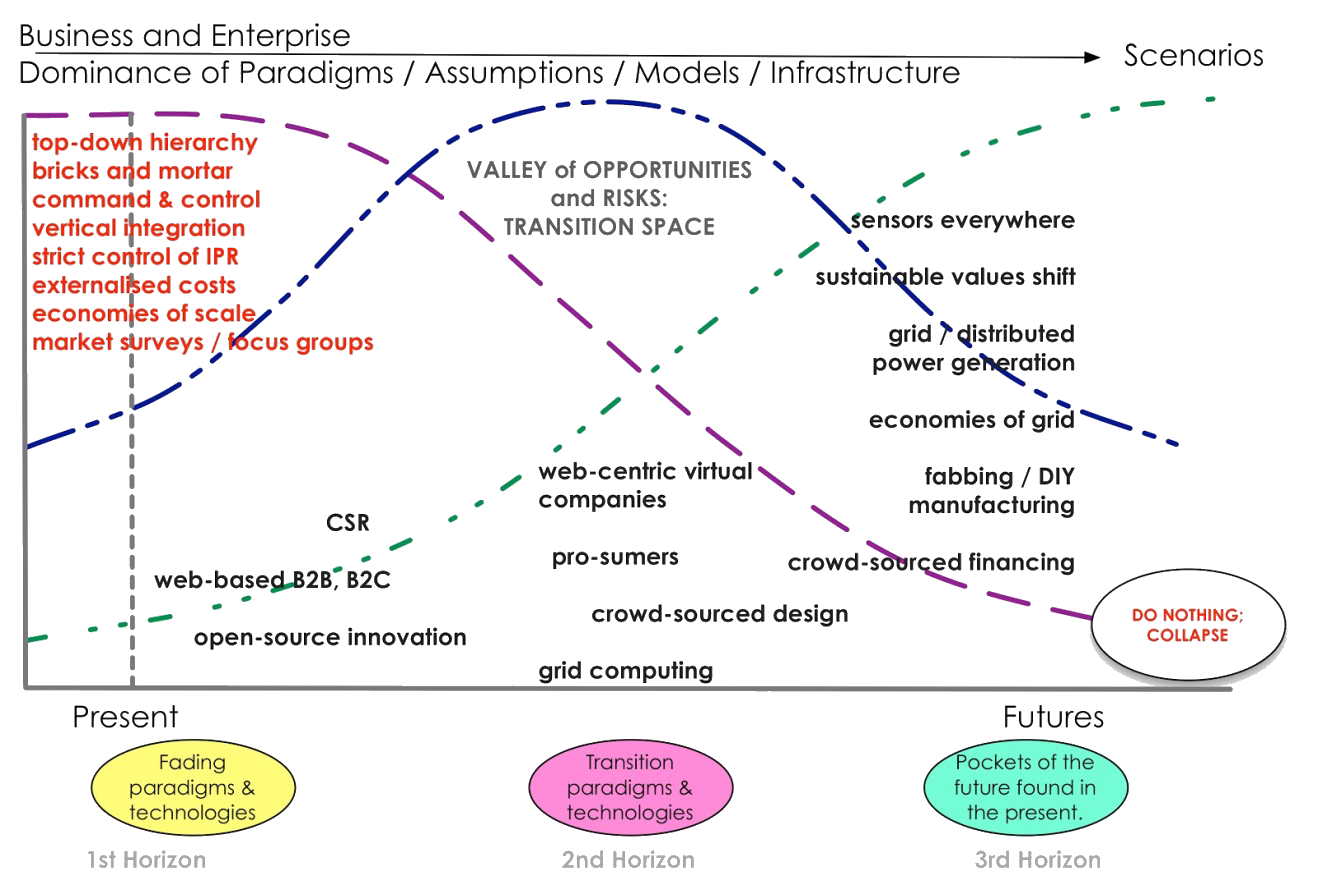 Business and Enterprise
Dominance of Paradigms / Assumptions / Models / Infrastructure
Scenarios
top-down hierarchy
bricks and mortar
command & control
vertical integration
strict control of IPR
externalised costs
economies of scale
market surveys / focus groups
VALLEY of OPPORTUNITIES
and RISKS:
TRANSITION SPACE
sensors everywhere
sustainable values shift
grid / distributed
power generation
economies of grid
fabbing / DIY
manufacturing
crowd-sourced financing
web-centric virtual
companies
pro-sumers
crowd-sourced design
grid computing
CSR
web-based B2B, B2C
open-source innovation
DO NOTHING;
COLLAPSE
Present
Futures
Fading
paradigms &
technologies
Transition
paradigms &
technologies
Pockets of the
future found in
the present.
1st Horizon
2nd Horizon
3rd Horizon